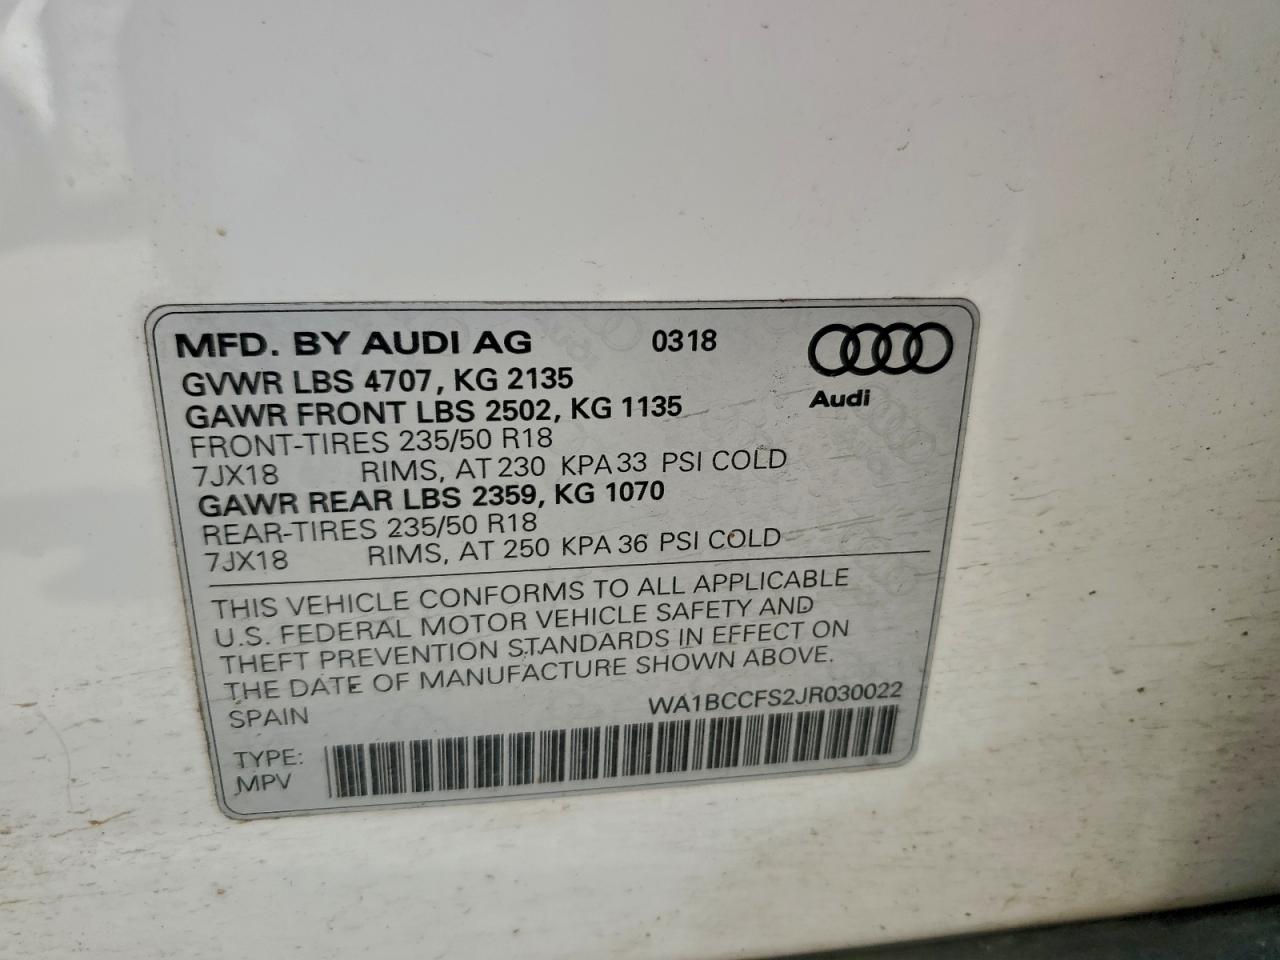 MFD. BY AUDI AG 0318
Audi
GVWR LBS 4707, KG 2135
GAWR FRONT LBS 2502, KG 1135
FRONT-TIRES 235/50 R18
7JX18 RIMS, AT 230 KPA 33 PSI COLD
GAWR REAR LBS 2359, KG 1070
REAR-TIRES 235/50 R18
7JX18 RIMS, AT 250 KPA 36 PSI COLD
THIS VEHICLE CONFORMS TO ALL APPLICABLE
U.S. FEDERAL MOTOR VEHICLE SAFETY AND
THEFT PREVENTION STANDARDS IN EFFECT ON
THE DATE OF MANUFACTURE SHOWN ABOVE.
SPAIN WA1BCCFS2JR030022
TYPE:
MPV